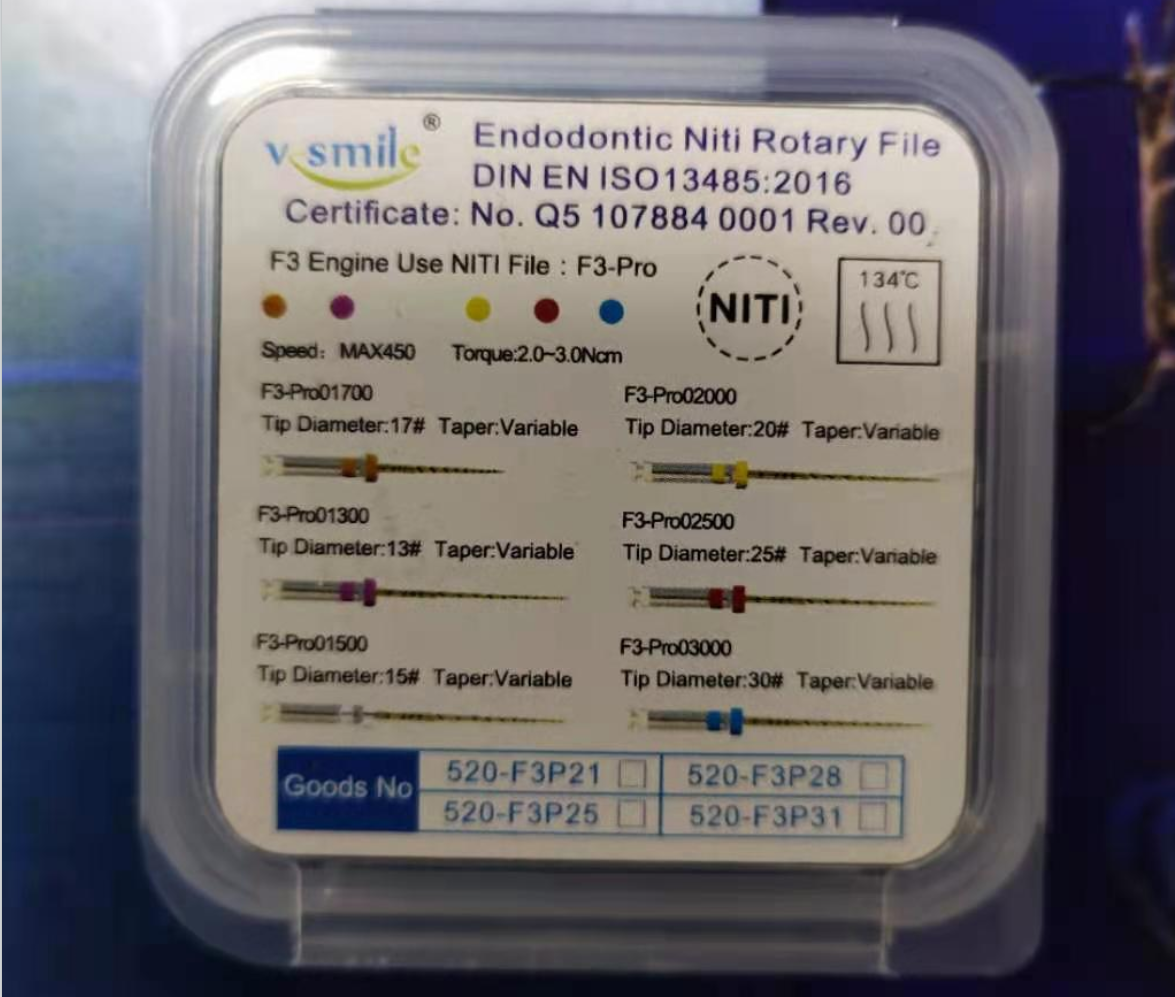 v smile ®
Endodontic Niti Rotary File
DIN EN ISO13485:2016
Certificate: No. Q5 107884 0001 Rev. 00
F3 Engine Use NITI File : F3-Pro
NITI
134℃
Speed: MAX450 Torque:2.0~3.0Ncm
F3-Pro01700
Tip Diameter:17# Taper:Variable
F3-Pro02000
Tip Diameter:20# Taper:Variable
F3-Pro01300
Tip Diameter:13# Taper:Variable
F3-Pro02500
Tip Diameter:25# Taper:Variable
F3-Pro01500
Tip Diameter:15# Taper:Variable
F3-Pro03000
Tip Diameter:30# Taper:Variable
Goods No
520-F3P21 520-F3P28
520-F3P25 520-F3P31